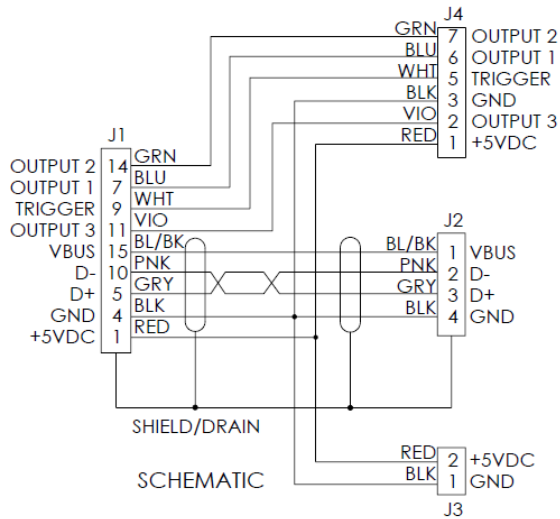 J4
GRN 7 OUTPUT 2
BLU 6 OUTPUT 1
WHT 5 TRIGGER
BLK 3 GND
VIO 2 OUTPUT 3
RED 1 +5VDC
J1
OUTPUT 2 14 GRN
OUTPUT 1 7 BLU
TRIGGER 9 WHT
OUTPUT 3 11 VIO
VBUS 15 BL/BK
D- 10 PNK
D+ 5 GRY
GND 4 BLK
+5VDC 1 RED
J2
BL/BK 1 VBUS
PNK 2 D-
GRY 3 D+
BLK 4 GND
SHIELD/DRAIN
SCHEMATIC
RED 2 +5VDC
BLK 1 GND
J3